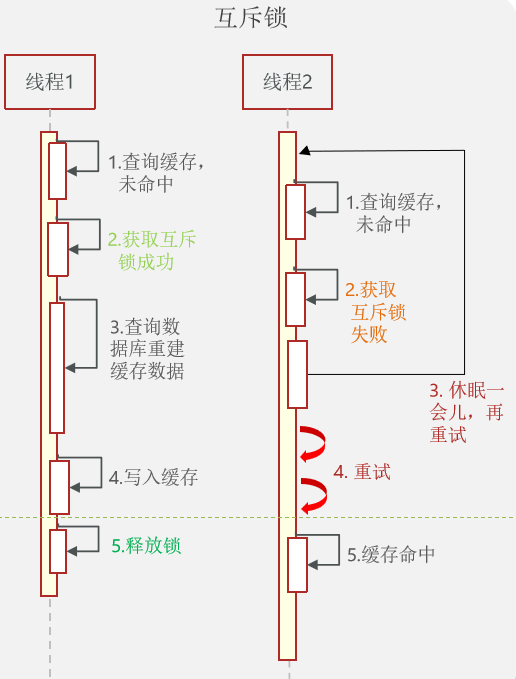 互斥锁
线程1
线程2
1.查询缓存，
未命中
2.获取互斥
锁成功
3.查询数
据库重建
缓存数据
4.写入缓存
5.释放锁
1.查询缓存，
未命中
2.获取
互斥锁
失败
3. 休眠一
会儿，再
重试
4. 重试
5.缓存命中